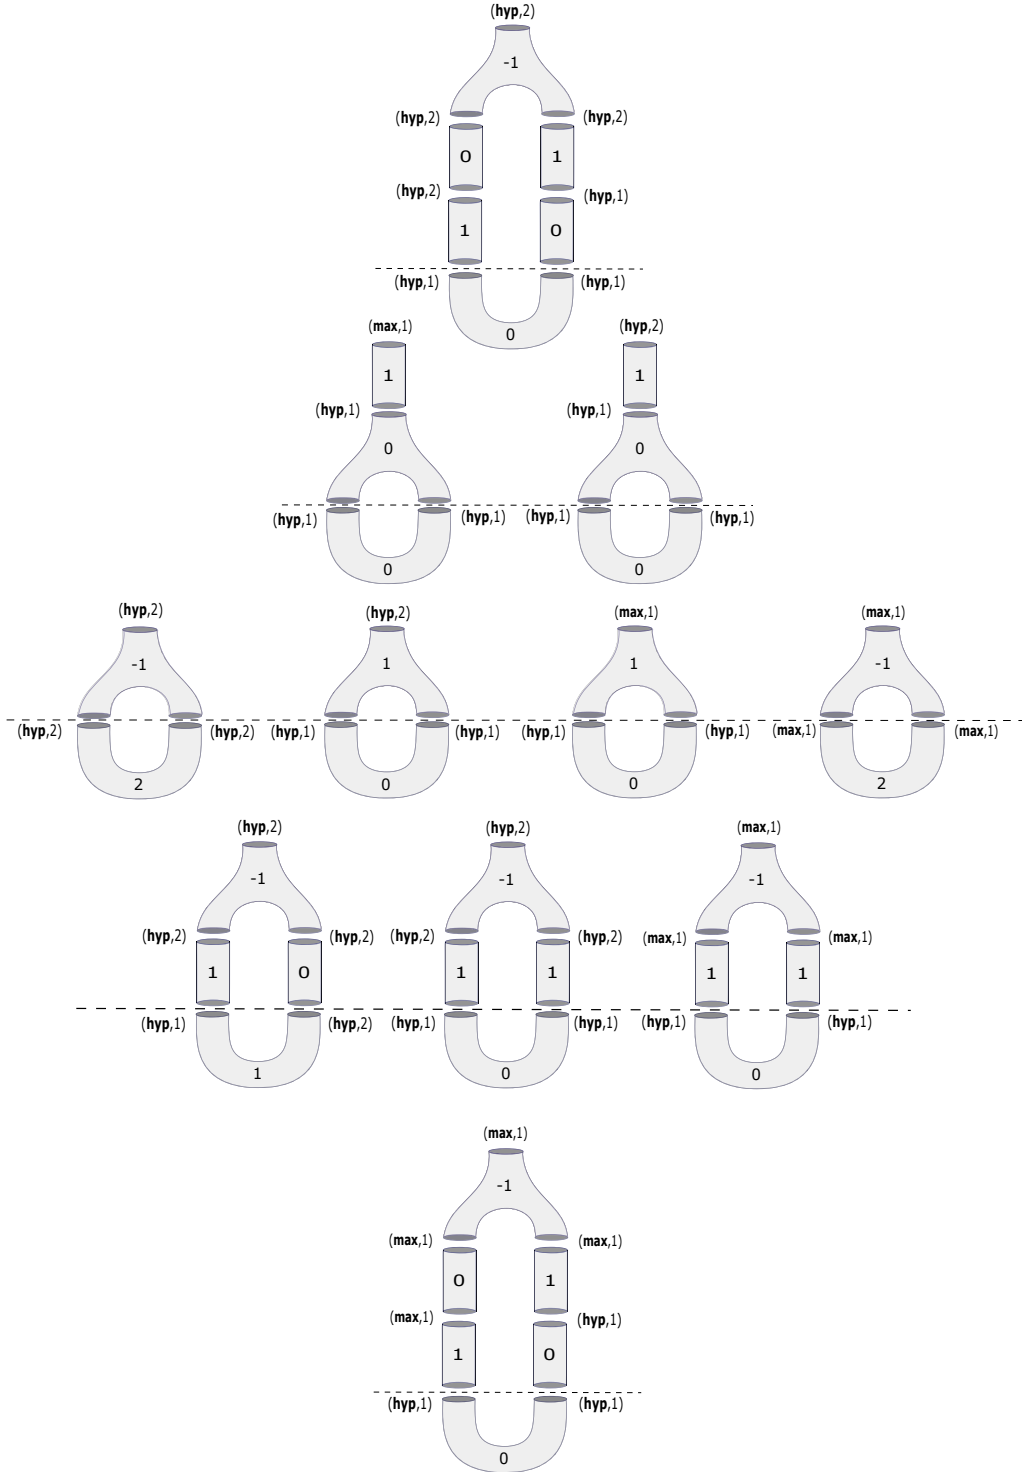 (hyp,2)
-1
(hyp,2) (hyp,2)
0 1
(hyp,2) (hyp,1)
1 0
(hyp,1) (hyp,1)
0
(max,1) (hyp,2)
1 1
(hyp,1) (hyp,1)
0 0
(hyp,1) (hyp,1) (hyp,1) (hyp,1)
0 0
(hyp,2) (hyp,2) (max,1) (max,1)
-1 1 1 -1
(hyp,2) (hyp,2) (hyp,1) (hyp,1) (hyp,1) (hyp,1) (max,1) (max,1)
2 0 0 2
(hyp,2) (hyp,2) (max,1)
-1 -1 -1
(hyp,2) (hyp,2) (hyp,2) (hyp,2) (max,1) (max,1)
1 0 1 1 1 1
(hyp,1) (hyp,2) (hyp,1) (hyp,1) (hyp,1) (hyp,1)
1 0 0
(max,1)
-1
(max,1) (max,1)
0 1
(max,1) (hyp,1)
1 0
(hyp,1) (hyp,1)
0